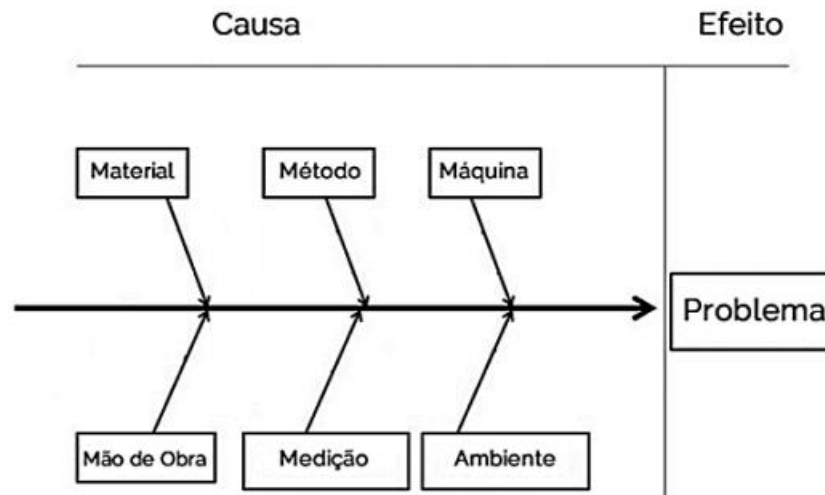 Causa
Efeito
Material
Método
Máquina
Problema
Mão de Obra
Medição
Ambiente